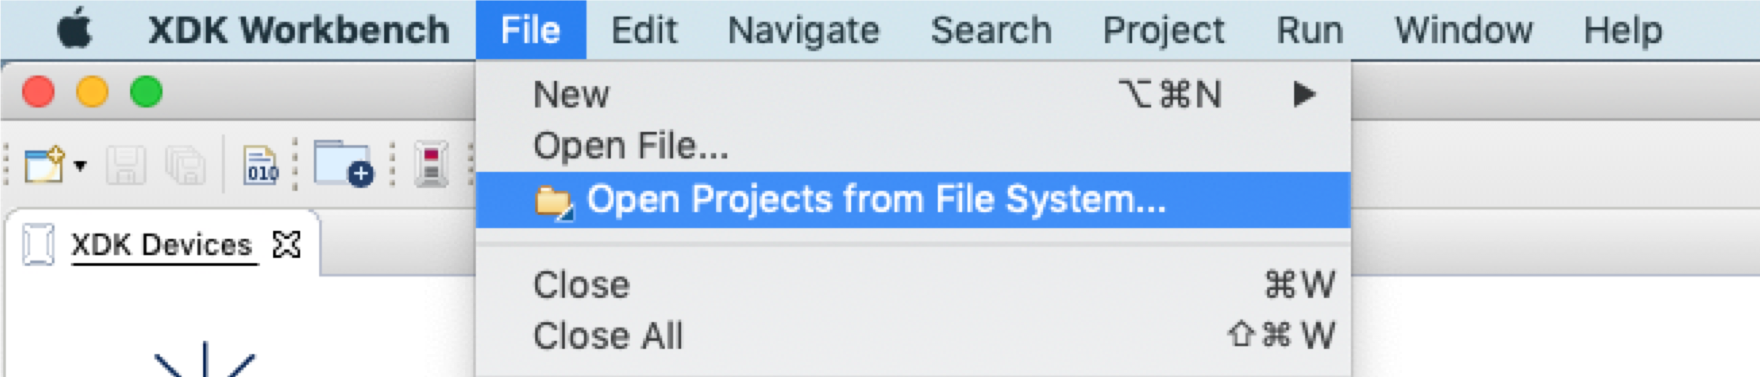 XDK Workbench File Edit Navigate Search Project Run Window Help
New ⌥⌘N ▶
Open File...
010
Open Projects from File System...
XDK Devices
Close ⌘W
Close All ⇧⌘W